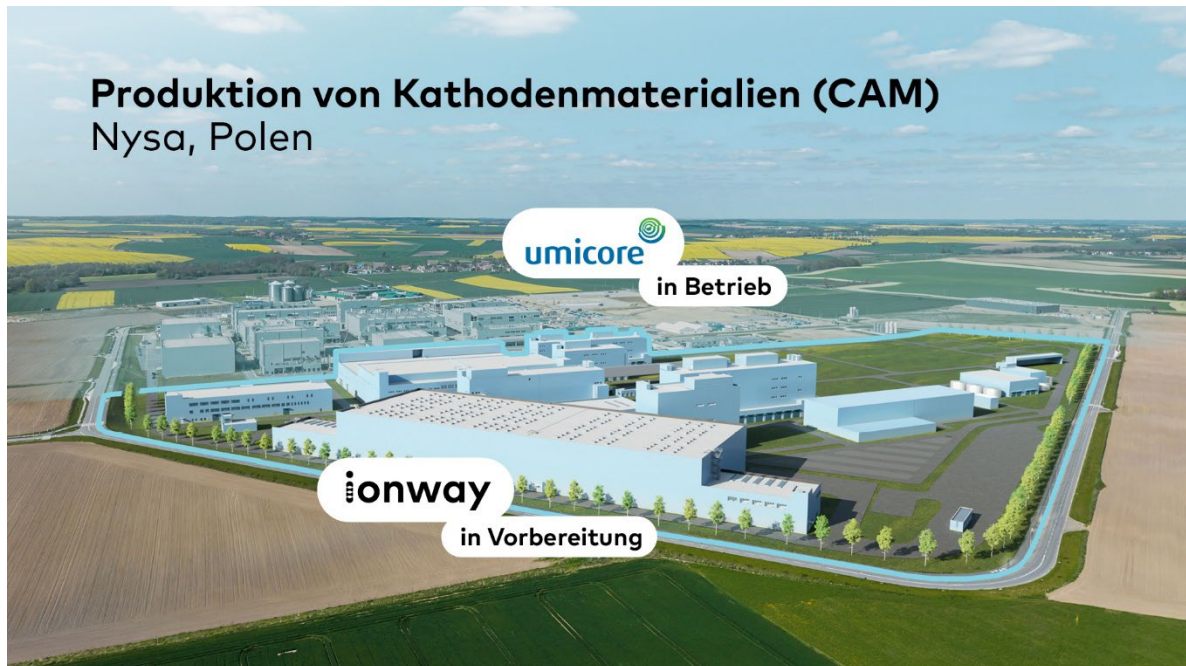 Produktion von Kathodenmaterialien (CAM)
Nysa, Polen
umicore
in Betrieb
ionway
in Vorbereitung